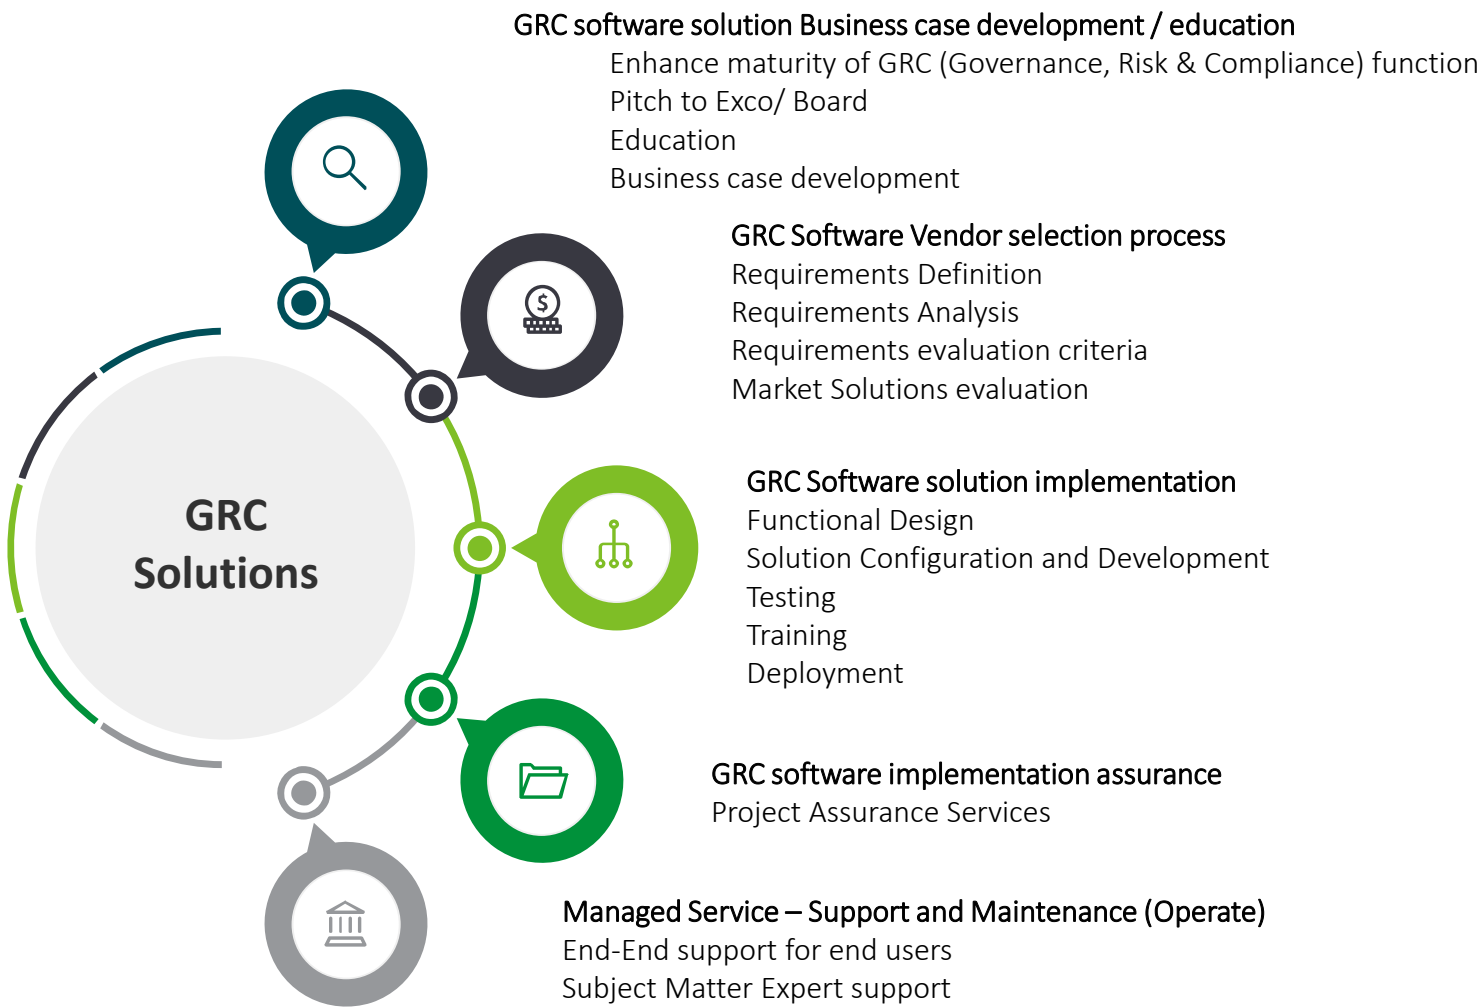 GRC software solution Business case development / education
Enhance maturity of GRC (Governance, Risk & Compliance) function
Pitch to Exco/ Board
Education
Business case development
GRC Software Vendor selection process
Requirements Definition
Requirements Analysis
Requirements evaluation criteria
Market Solutions evaluation
GRC
Solutions
GRC Software solution implementation
Functional Design
Solution Configuration and Development
Testing
Training
Deployment
GRC software implementation assurance
Project Assurance Services
Managed Service – Support and Maintenance (Operate)
End-End support for end users
Subject Matter Expert support